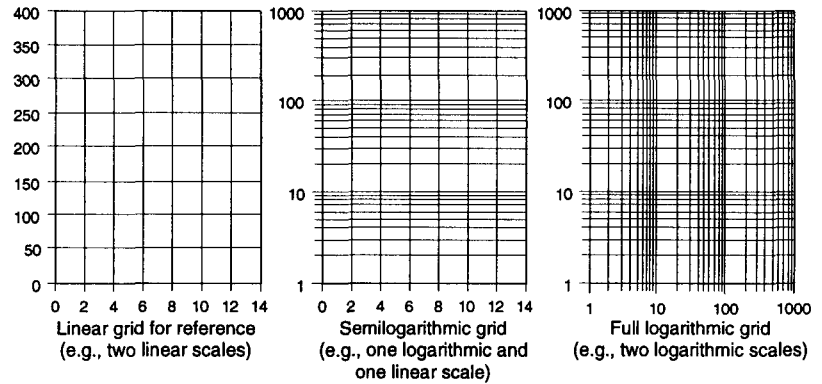 400
350
300
250
200
150
100
50
0
0 2 4 6 8 10 12 14
Linear grid for reference
(e.g., two linear scales)
1000
100
10
1
0 2 4 6 8 10 12 14
Semilogarithmic grid
(e.g., one logarithmic and
one linear scale)
1000
100
10
1
1 10 100 1000
Full logarithmic grid
(e.g., two logarithmic scales)